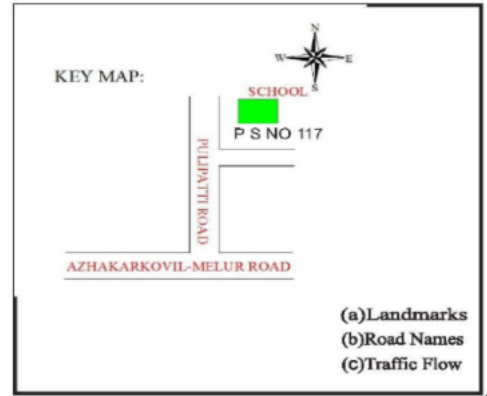 N
W E
S
KEY MAP:
SCHOOL
P S NO 117
PULIPATTI ROAD
AZHAKARKOVIL-MELUR ROAD
(a)Landmarks
(b)Road Names
(c)Traffic Flow